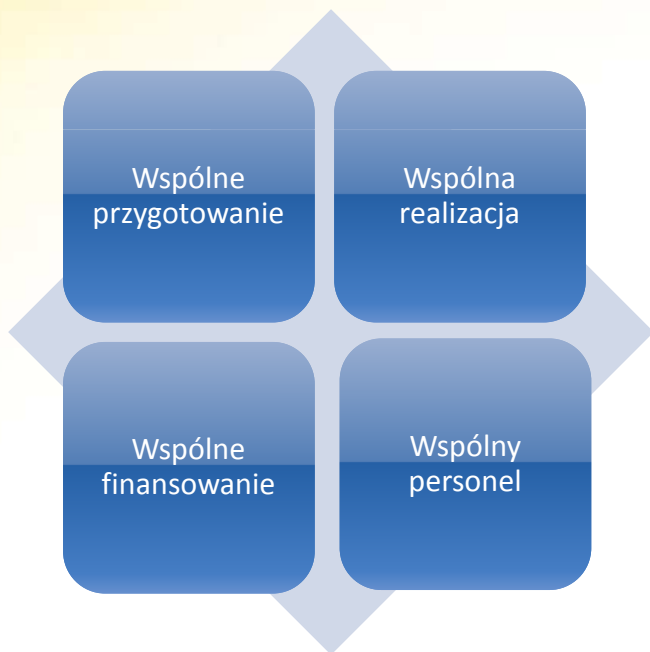 Wspólne
przygotowanie
Wspólna
realizacja
Wspólne
finansowanie
Wspólny
personel